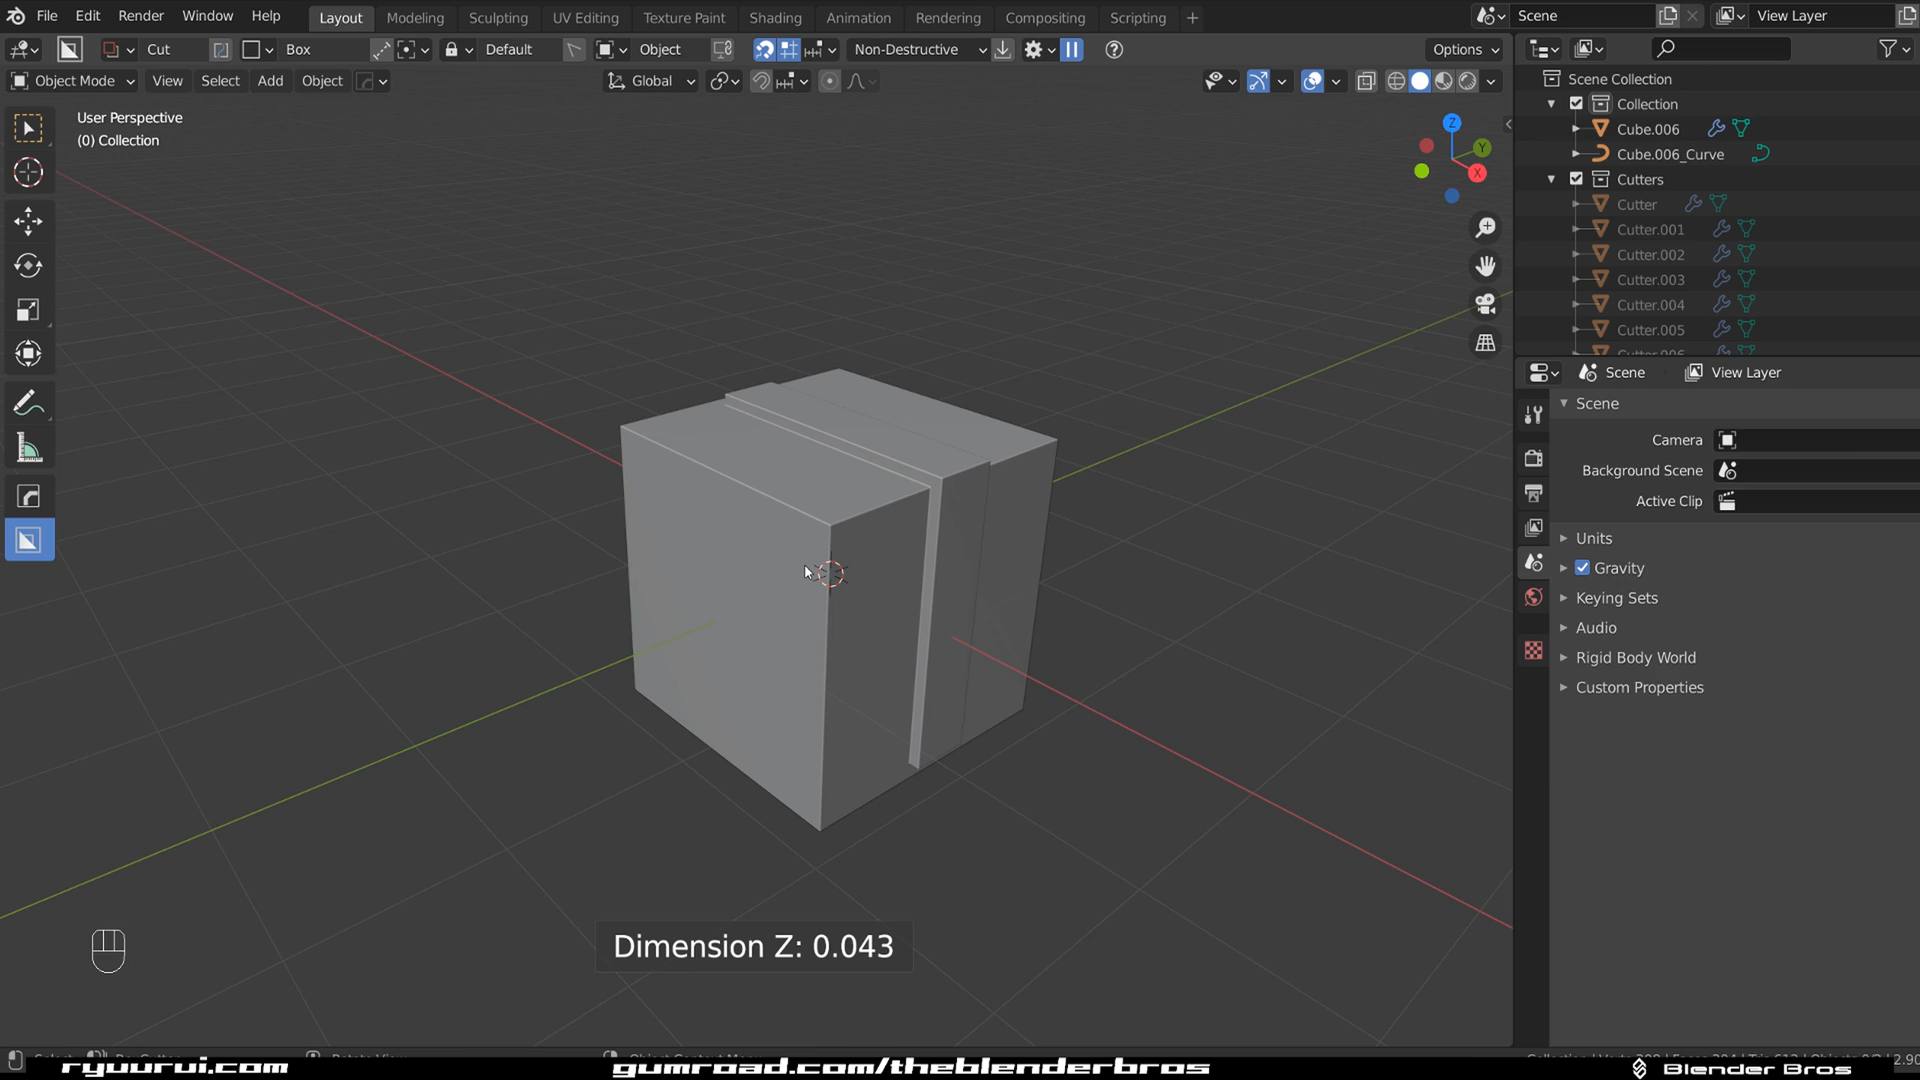 File Edit Render Window Help Layout Modeling Sculpting UV Editing Texture Paint Shading Animation Rendering Compositing Scripting + Scene View Layer
Cut Box Default Object Non-Destructive Options
Object Mode View Select Add Object Global
User Perspective
(0) Collection
Z
Y
X
Scene Collection
Collection
Cube.006
Cube.006_Curve
Cutters
Cutter
Cutter.001
Cutter.002
Cutter.003
Cutter.004
Cutter.005
Cutter.006
Scene View Layer
Scene
Camera
Background Scene
Active Clip
Units
Gravity
Keying Sets
Audio
Rigid Body World
Custom Properties
Dimension Z: 0.043
ryuurui.com gumroad.com/theblenderbros Blender Bros